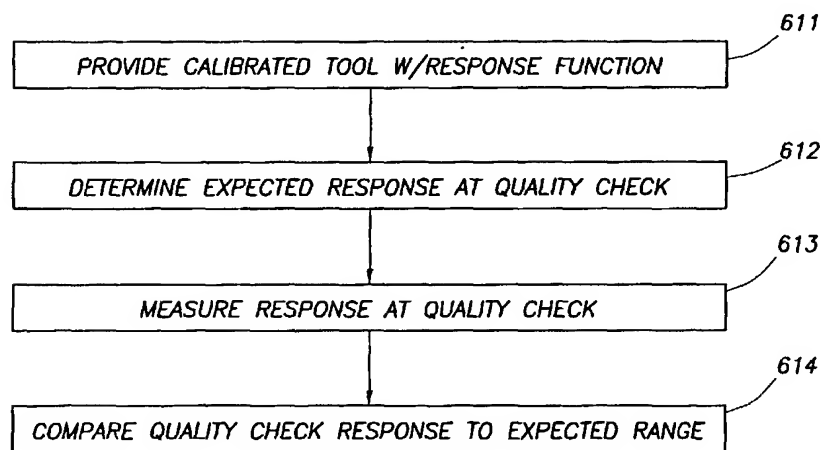 611
PROVIDE CALIBRATED TOOL W/RESPONSE FUNCTION
612
DETERMINE EXPECTED RESPONSE AT QUALITY CHECK
613
MEASURE RESPONSE AT QUALITY CHECK
614
COMPARE QUALITY CHECK RESPONSE TO EXPECTED RANGE